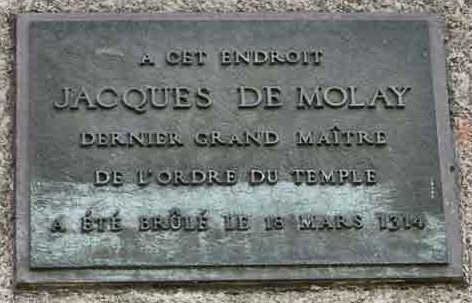 A CET ENDROIT
JACQUES DE MOLAY
DERNIER GRAND MAÎTRE
DE L'ORDRE DU TEMPLE
A ÉTÉ BRÛLÉ LE 18 MARS 1314